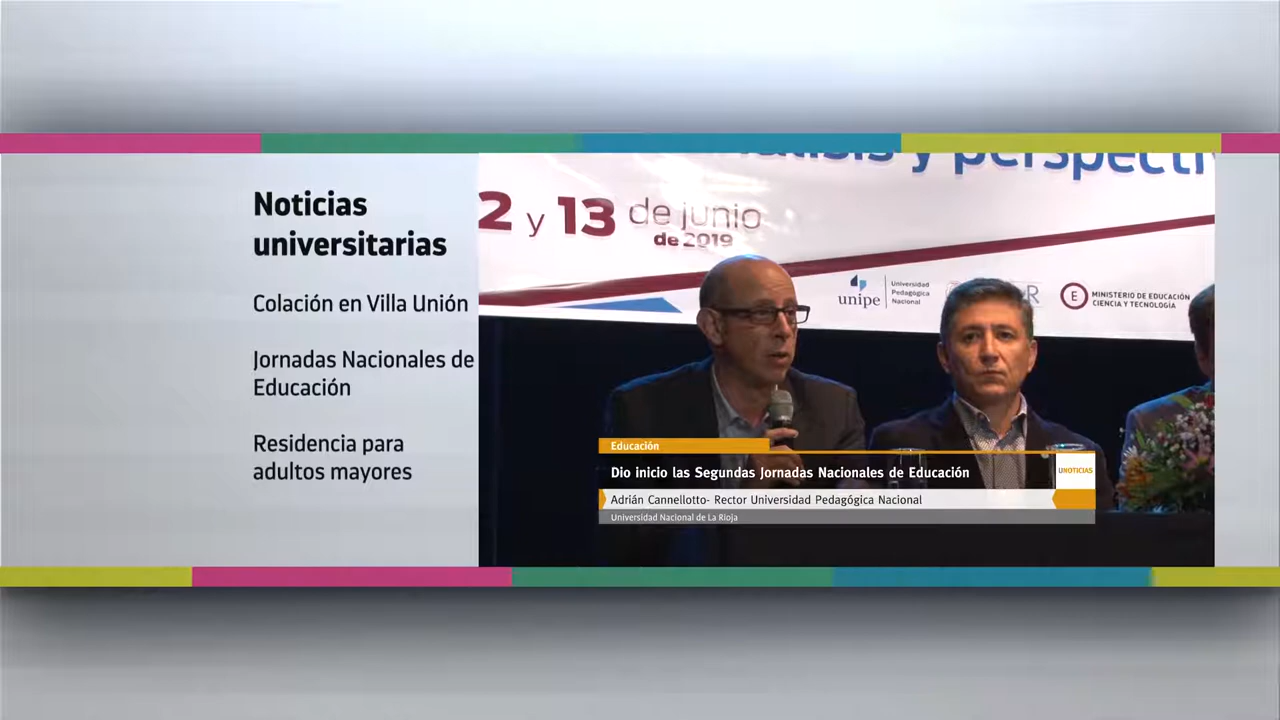 Noticias
universitarias
Colación en Villa Unión
Jornadas Nacionales de
Educación
Residencia para
adultos mayores
y
2 y 13 de junio
de 2019
unipe
Universidad
Pedagógica
Nacional
E
MINISTERIO DE EDUCACIÓN
CIENCIA Y TECNOLOGÍA
Educación
Dio inicio las Segundas Jornadas Nacionales de Educación
UNOTICIAS
Adrián Cannellotto- Rector Universidad Pedagógica Nacional
Universidad Nacional de La Rioja